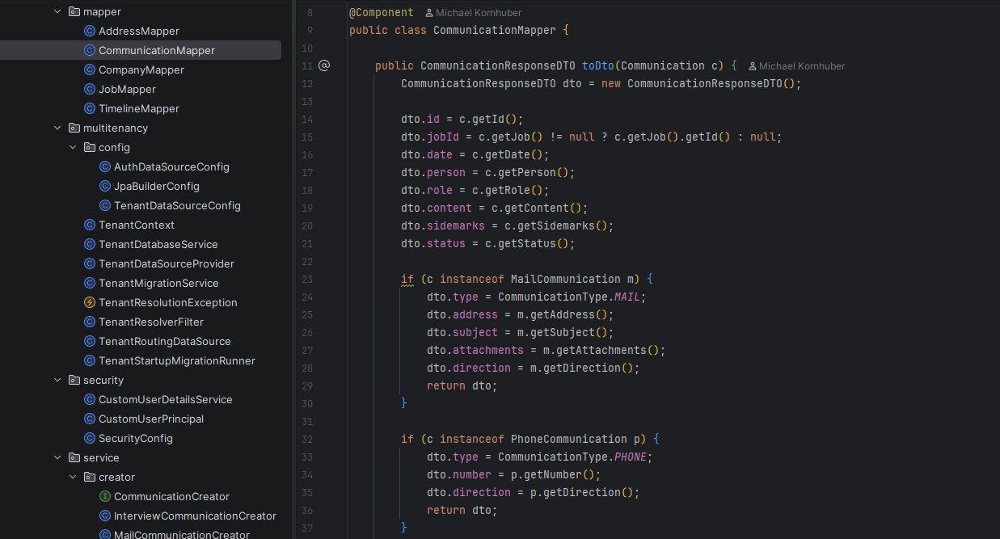 mapper
AddressMapper
CommunicationMapper
CompanyMapper
JobMapper
TimelineMapper
multitenancy
config
AuthDataSourceConfig
JpaBuilderConfig
TenantDataSourceConfig
TenantContext
TenantDatabaseService
TenantDataSourceProvider
TenantMigrationService
TenantResolutionException
TenantResolverFilter
TenantRoutingDataSource
TenantStartupMigrationRunner
security
CustomUserDetailsService
CustomUserPrincipal
SecurityConfig
service
creator
CommunicationCreator
InterviewCommunicationCreator
MailCommunicationCreator
8 @Component Michael Kornhuber
9 public class CommunicationMapper {
10
11 @ public CommunicationResponseDTO toDto(Communication c) { Michael Kornhuber
12 CommunicationResponseDTO dto = new CommunicationResponseDTO();
13
14 dto.id = c.getId();
15 dto.jobId = c.getJob() != null ? c.getJob().getId() : null;
16 dto.date = c.getDate();
17 dto.person = c.getPerson();
18 dto.role = c.getRole();
19 dto.content = c.getContent();
20 dto.sidemarks = c.getSidemarks();
21 dto.status = c.getStatus();
22
23 if (c instanceof MailCommunication m) {
24 dto.type = CommunicationType.MAIL;
25 dto.address = m.getAddress();
26 dto.subject = m.getSubject();
27 dto.attachments = m.getAttachments();
28 dto.direction = m.getDirection();
29 return dto;
30 }
31
32 if (c instanceof PhoneCommunication p) {
33 dto.type = CommunicationType.PHONE;
34 dto.number = p.getNumber();
35 dto.direction = p.getDirection();
36 return dto;
37 }